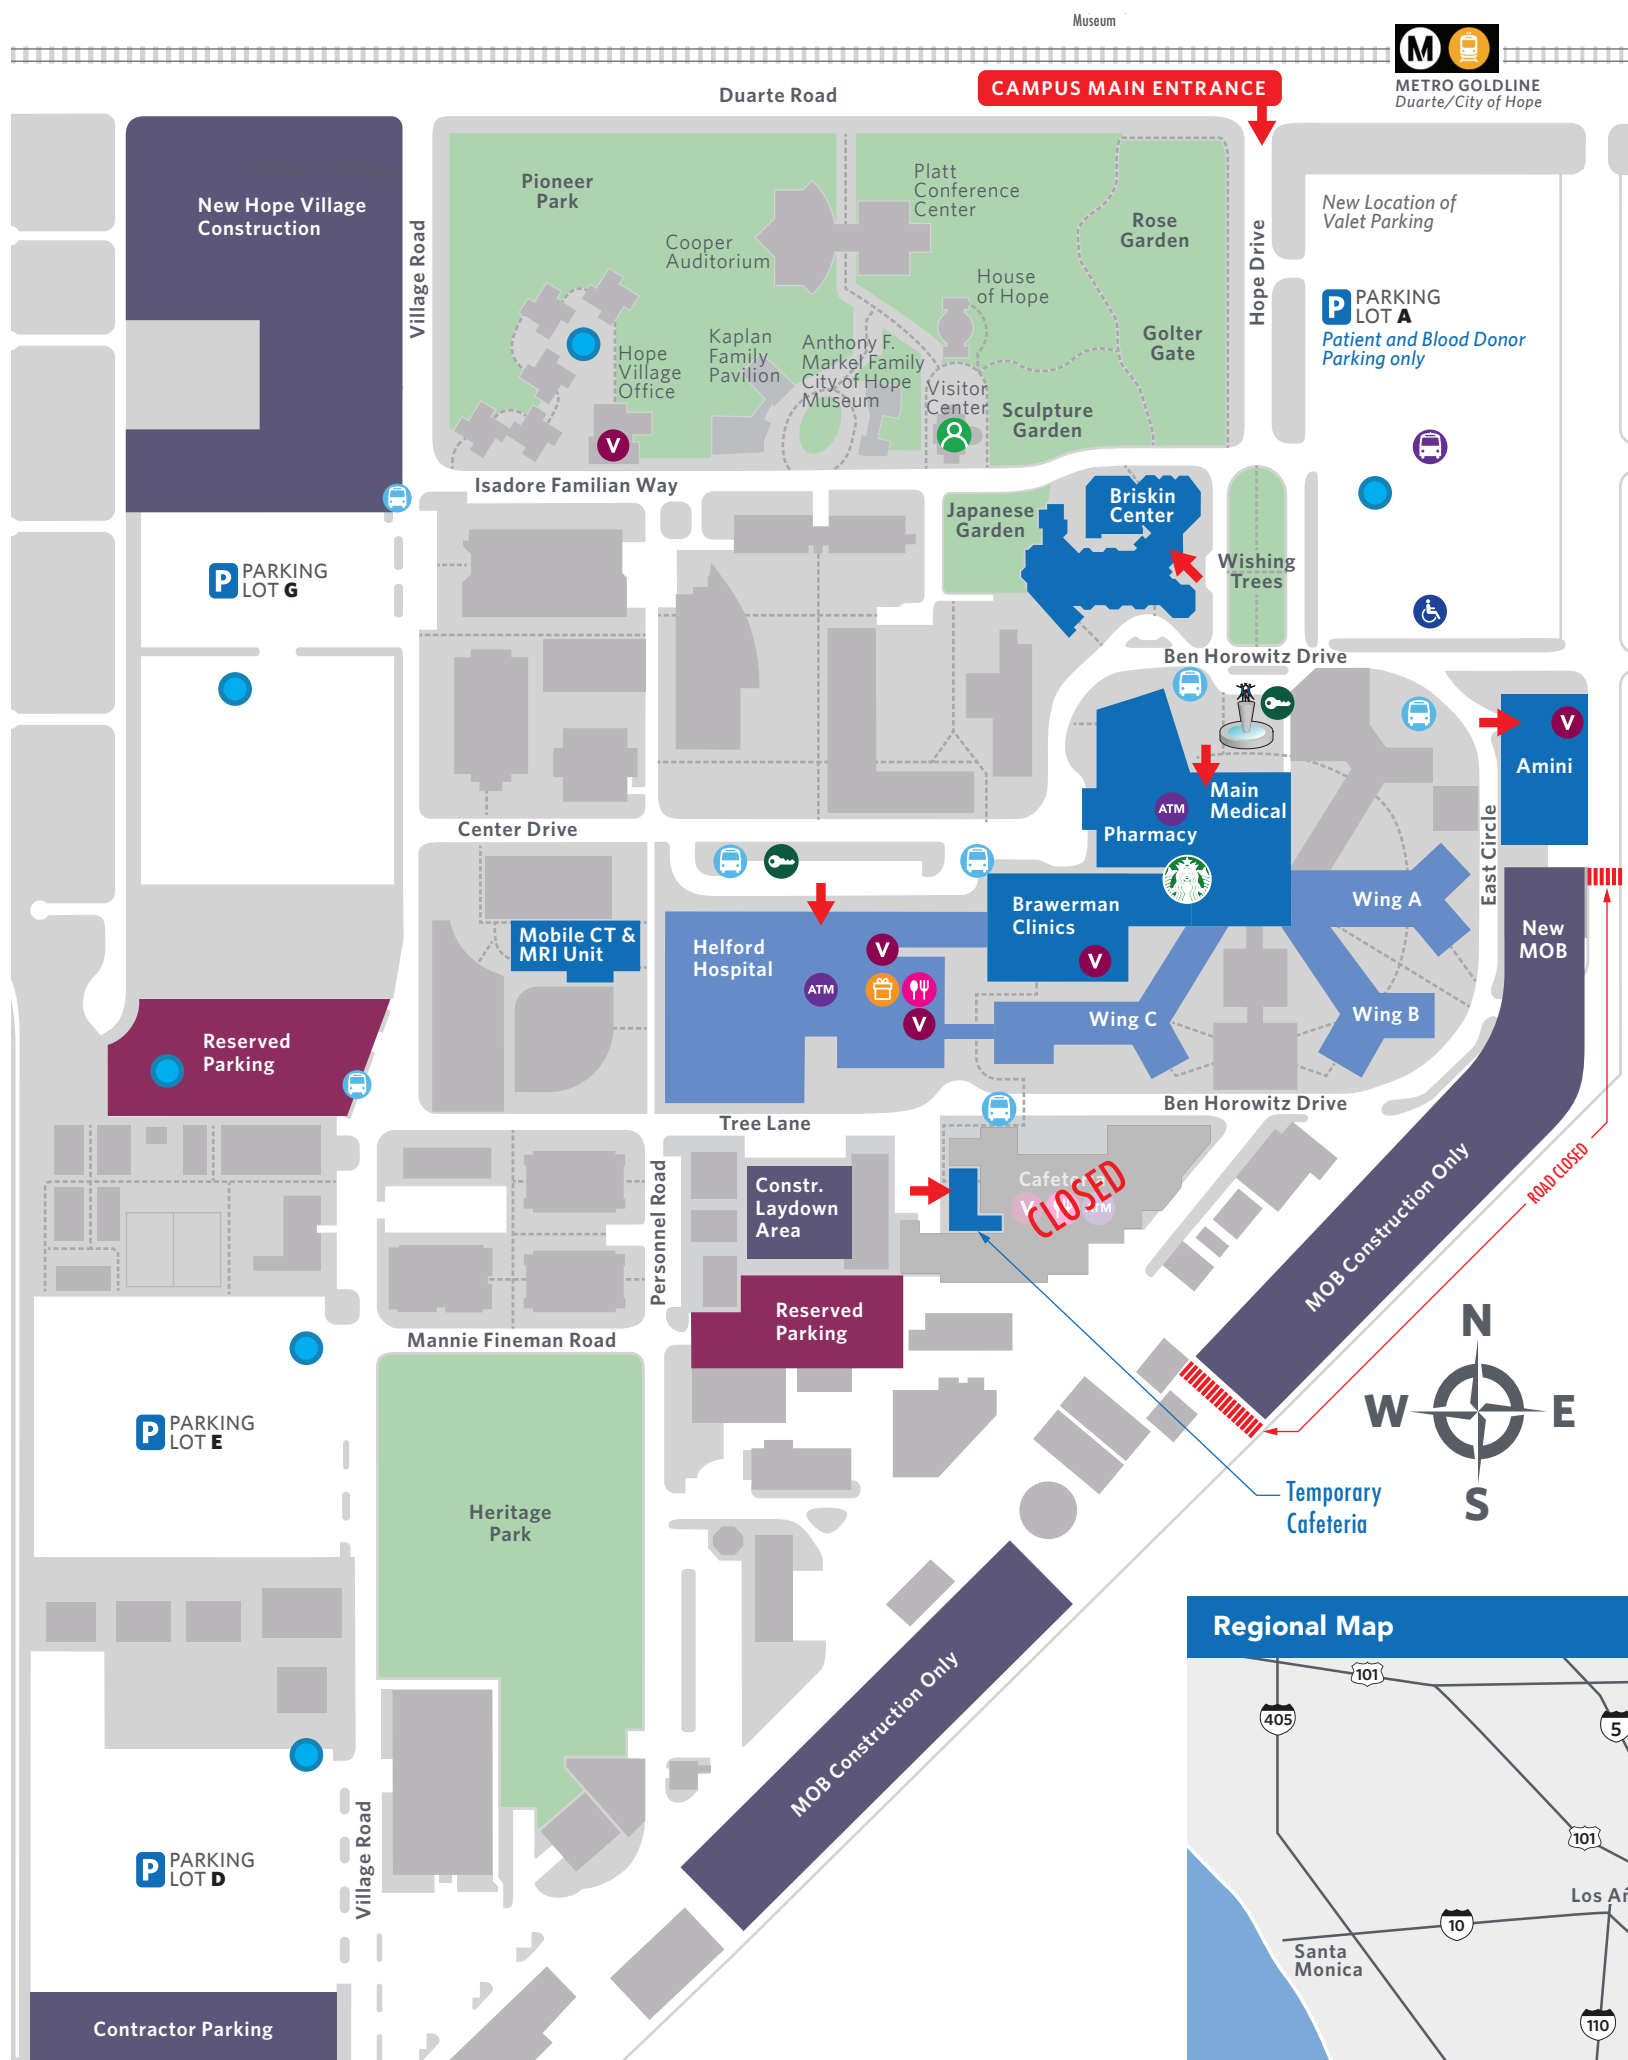 Museum
METRO GOLDLINE
Duarte/City of Hope
Duarte Road
CAMPUS MAIN ENTRANCE
New Hope Village
Construction
Village Road
Pioneer
Park
Cooper
Auditorium
Platt
Conference
Center
Rose
Garden
Hope Drive
New Location of
Valet Parking
P PARKING
LOT A
Patient and Blood Donor
Parking only
House
of Hope
Golter
Gate
Hope
Village
Office
Kaplan
Family
Pavilion
Anthony F.
Markel Family
City of Hope
Museum
Visitor
Center
Sculpture
Garden
V
Isadore Familian Way
Japanese
Garden
Briskin
Center
Wishing
Trees
P PARKING
LOT G
Ben Horowitz Drive
V
Amini
Main
Medical
ATM
Pharmacy
Center Drive
East Circle
Mobile CT &
MRI Unit
Helford
Hospital
V
ATM
V
Brawerman
Clinics
V
Wing A
Wing B
Wing C
New
MOB
Reserved
Parking
Ben Horowitz Drive
Tree Lane
Personnel Road
Constr.
Laydown
Area
Cafeteria
V
ATM
CLOSED
MOB Construction Only
ROAD CLOSED
Reserved
Parking
Mannie Fineman Road
N
W
E
S
P PARKING
LOT E
Heritage
Park
Temporary
Cafeteria
MOB Construction Only
P PARKING
LOT D
Village Road
Contractor Parking
Regional Map
101
405
5
101
Los
10
Santa
Monica
110